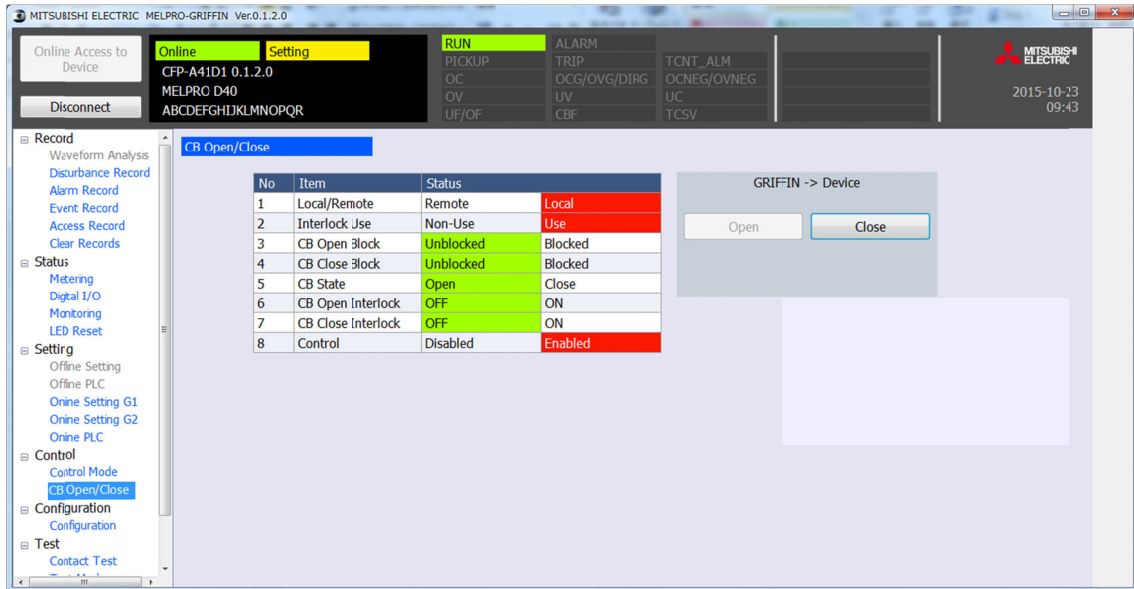 MITSUBISHI ELECTRIC MELPRO-GRIFFIN Ver.0.1.2.0
Online Access to
Device
Disconnect
Online Setting
CFP-A41D1 0.1.2.0
MELPRO D40
ABCDEFGHIJKLMNOPQR
RUN ALARM
PICKUP TRIP TCNT_ALM
OC OCG/OVG/DIRG OCNEG/OVNEG
OV UV UC
UF/OF CBF TCSV
MITSUBISHI
ELECTRIC
2015-10-23
09:43
Record
Waveform Analysis
Disturbance Record
Alarm Record
Event Record
Access Record
Clear Records
Status
Metering
Digital I/O
Monitoring
LED Reset
Setting
Offline Setting
Offline PLC
Online Setting G1
Online Setting G2
Online PLC
Control
Control Mode
CB Open/Close
Configuration
Configuration
Test
Contact Test
CB Open/Close
No Item Status
1 Local/Remote Remote Local
2 Interlock Use Non-Use Use
3 CB Open Block Unblocked Blocked
4 CB Close Block Unblocked Blocked
5 CB State Open Close
6 CB Open Interlock OFF ON
7 CB Close Interlock OFF ON
8 Control Disabled Enabled
GRIFFIN -> Device
Open Close